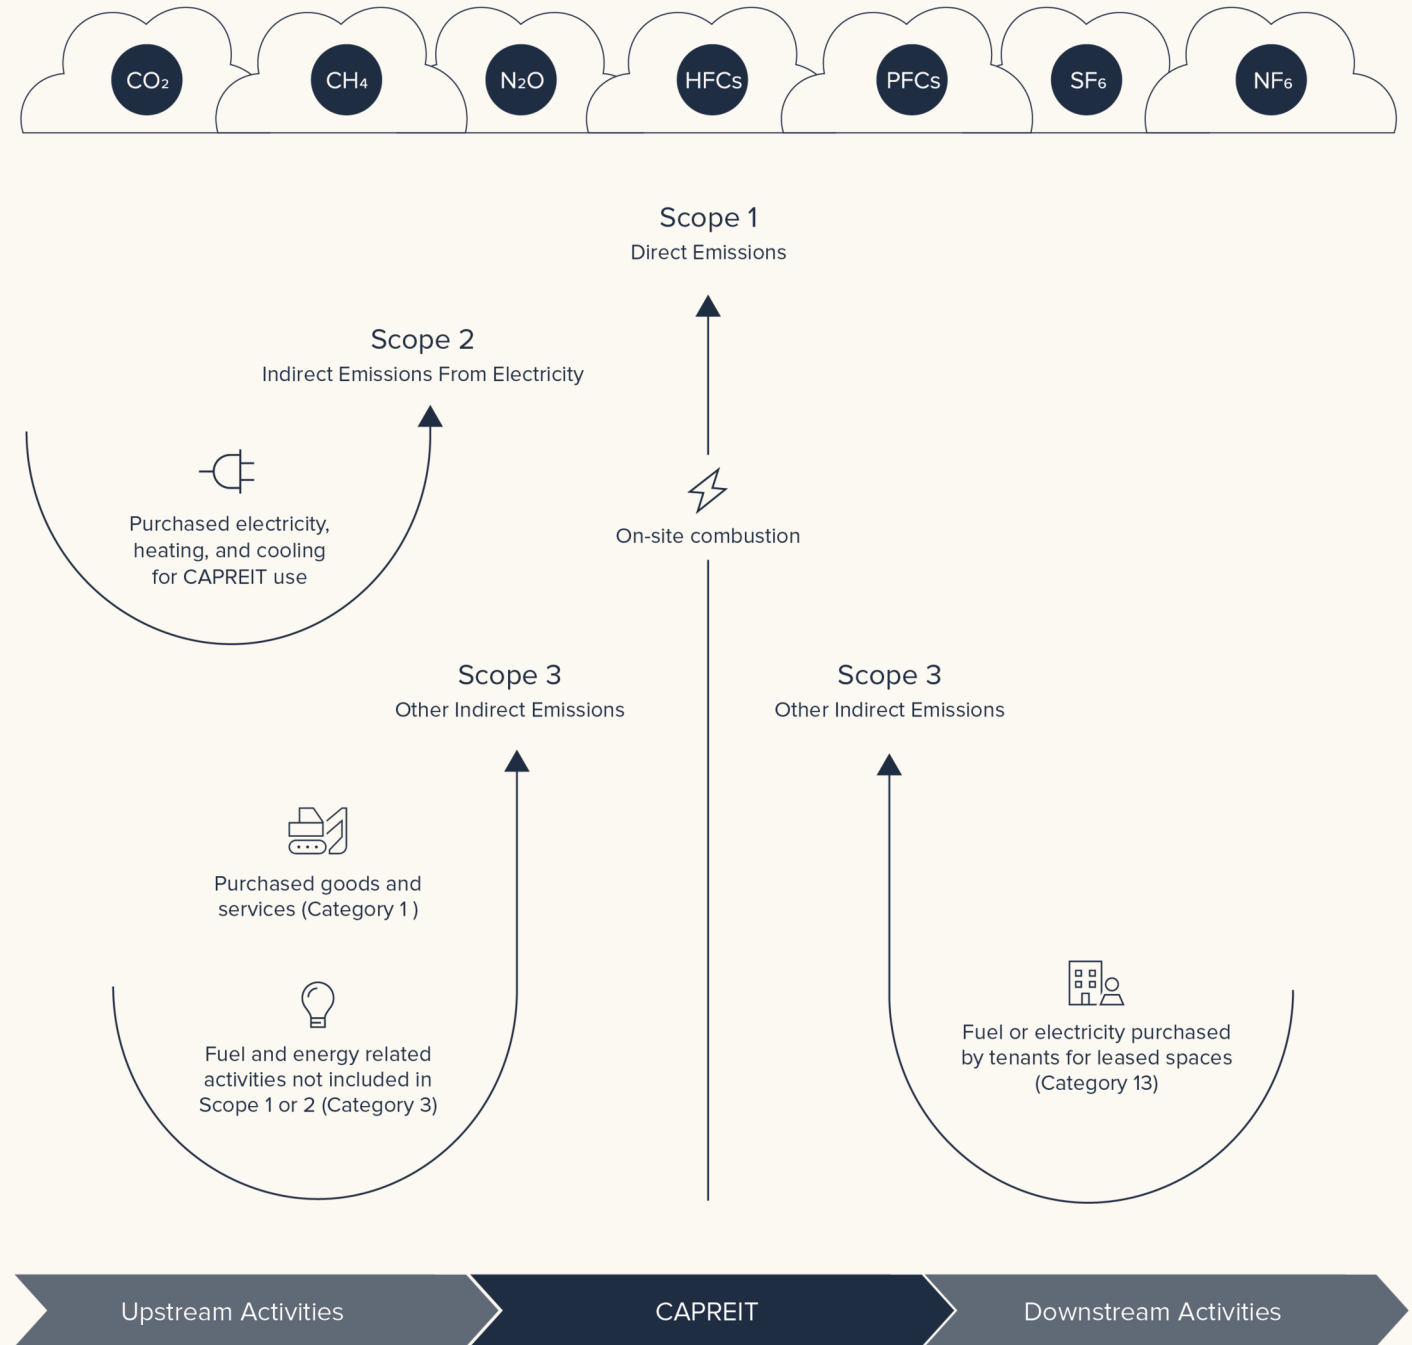 CO₂ CH₄ N₂O HFCs PFCs SF₆ NF₆
Scope 1
Direct Emissions
Scope 2
Indirect Emissions From Electricity
Purchased electricity,
heating, and cooling
for CAPREIT use
On-site combustion
Scope 3
Other Indirect Emissions
Purchased goods and
services (Category 1 )
Fuel and energy related
activities not included in
Scope 1 or 2 (Category 3)
Scope 3
Other Indirect Emissions
Fuel or electricity purchased
by tenants for leased spaces
(Category 13)
Upstream Activities
CAPREIT
Downstream Activities